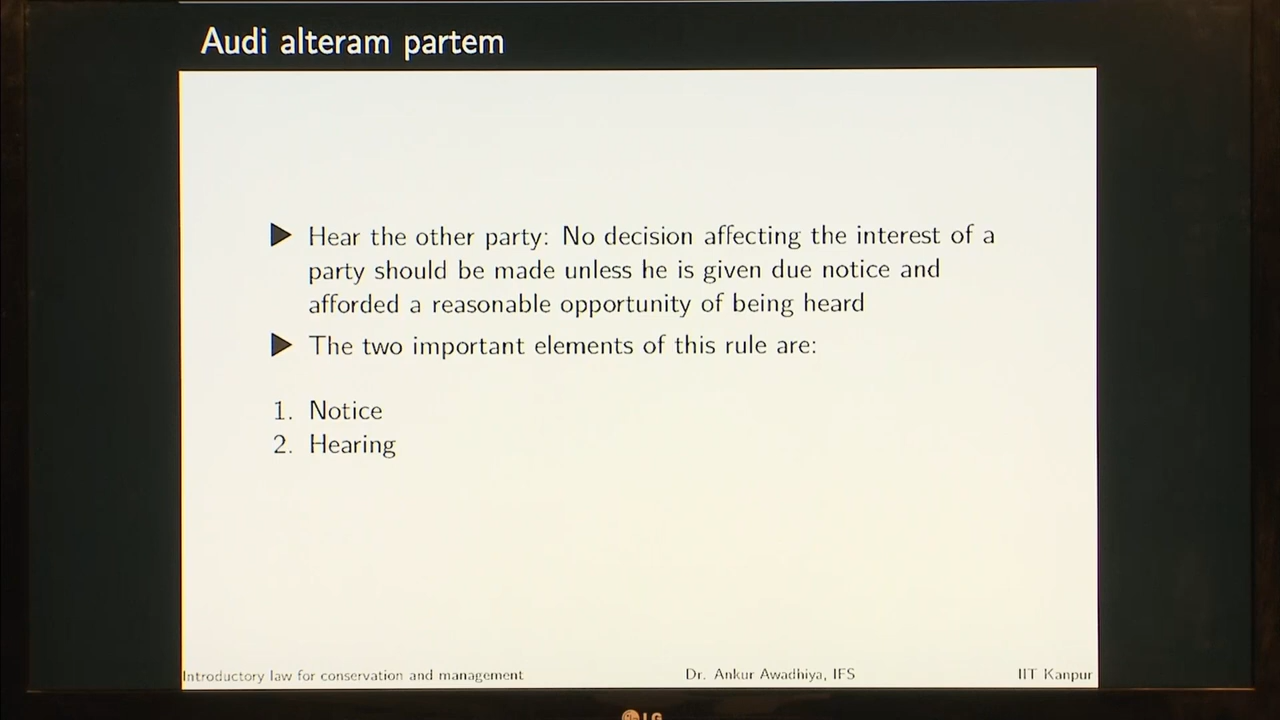 Audi alteram partem
▶ Hear the other party: No decision affecting the interest of a
party should be made unless he is given due notice and
afforded a reasonable opportunity of being heard
▶ The two important elements of this rule are:
1. Notice
2. Hearing
Introductory law for conservation and management Dr. Ankur Awadhiya, IFS IIT Kanpur
LG